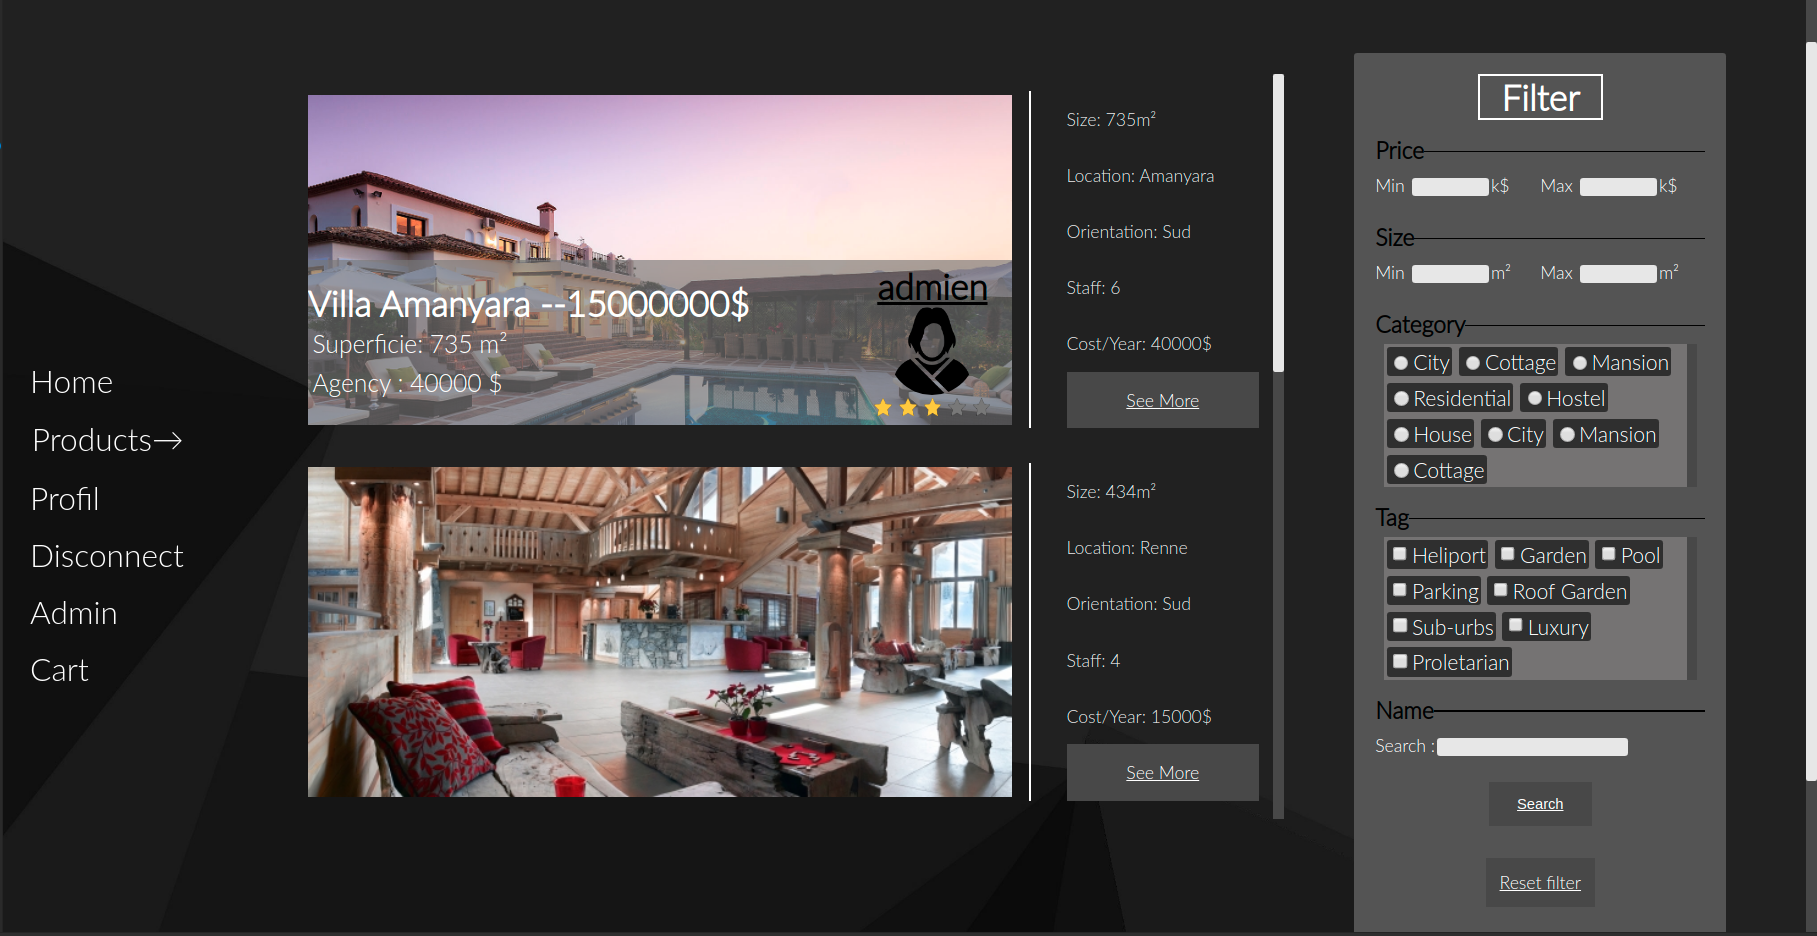 Home
Products→
Profil
Disconnect
Admin
Cart
Villa Amanyara --15000000$
Superficie: 735 m²
Agency : 40000 $
admien
Size: 735m²
Location: Amanyara
Orientation: Sud
Staff: 6
Cost/Year: 40000$
See More
Size: 434m²
Location: Renne
Orientation: Sud
Staff: 4
Cost/Year: 15000$
See More
Filter
Price
Min k$ Max k$
Size
Min m² Max m²
Category
City Cottage Mansion
Residential Hostel
House City Mansion
Cottage
Tag
Heliport Garden Pool
Parking Roof Garden
Sub-urbs Luxury
Proletarian
Name
Search :
Search
Reset filter